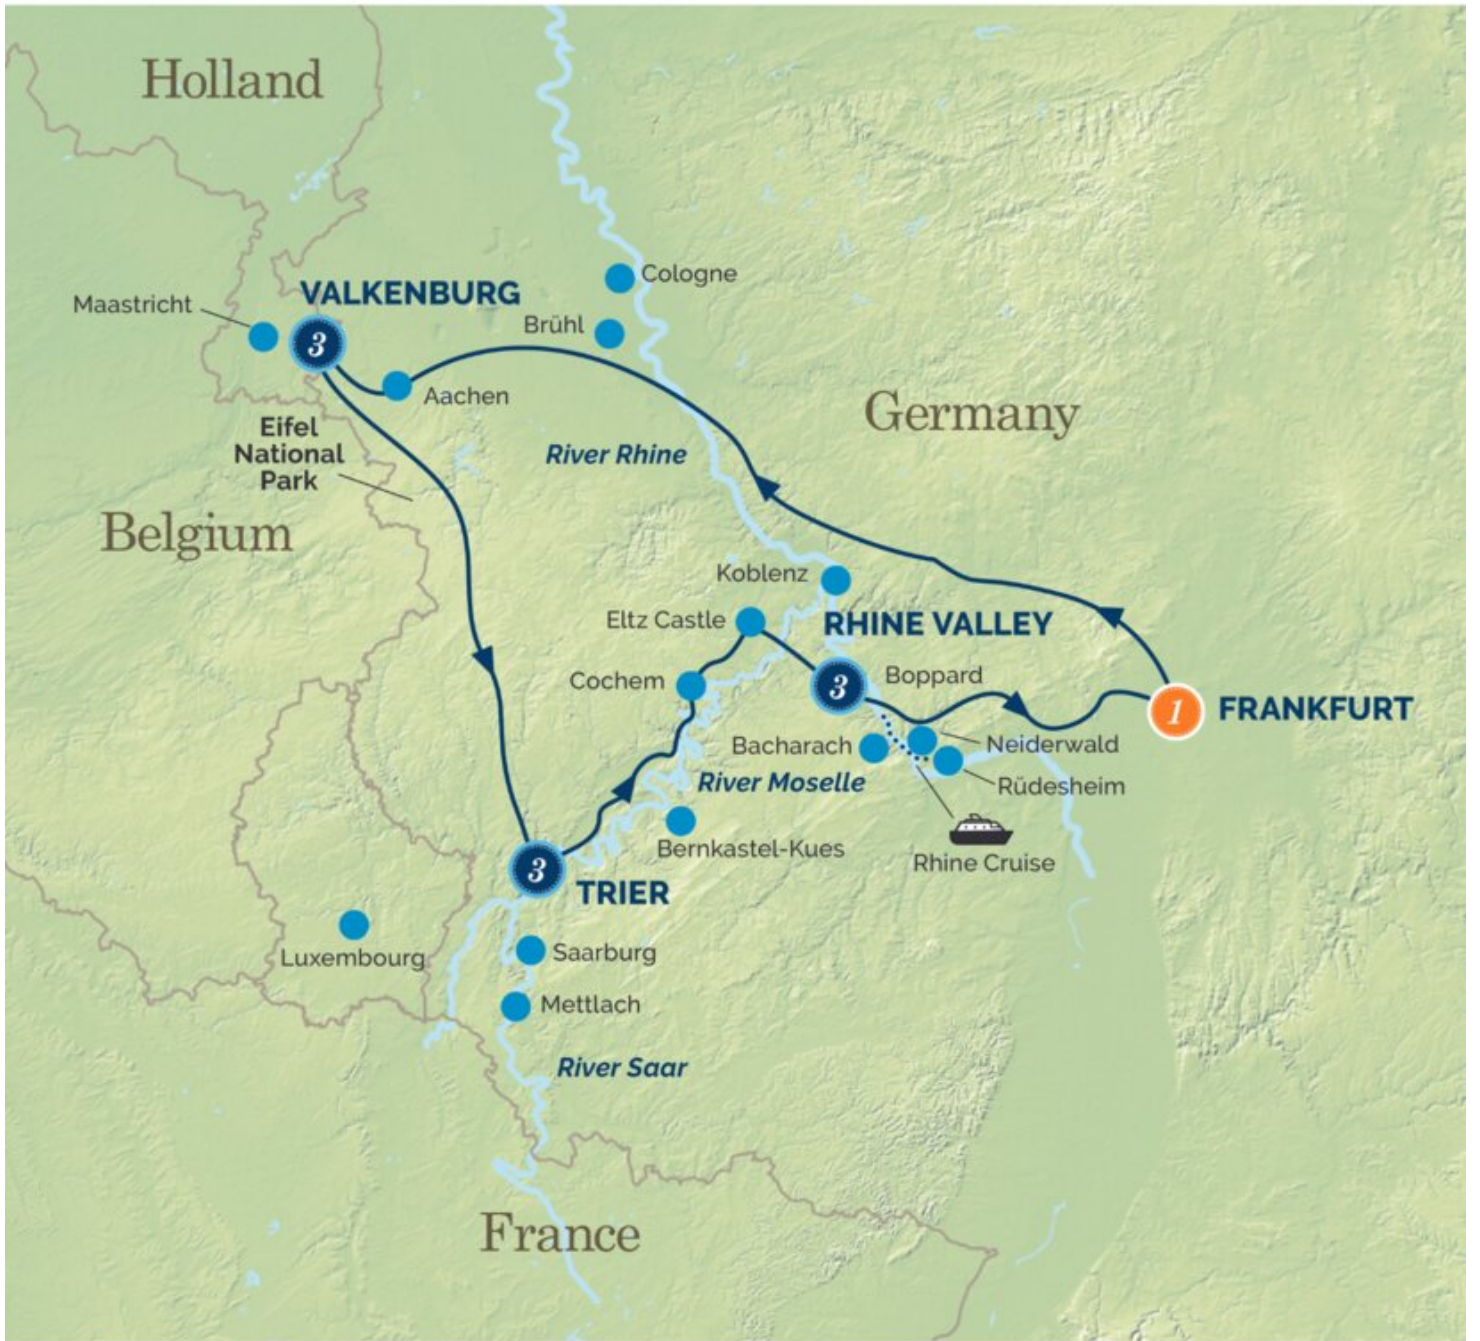 Holland
Cologne
VALKENBURG
Maastricht
Brühl
3
Aachen
Germany
Eifel
National
Park
River Rhine
Belgium
Koblenz
Eltz Castle
RHINE VALLEY
Cochem
3
Boppard
1
FRANKFURT
Bacharach
Neiderwald
River Moselle
Rüdesheim
Bernkastel-Kues
Rhine Cruise
3
TRIER
Luxembourg
Saarburg
Mettlach
River Saar
France